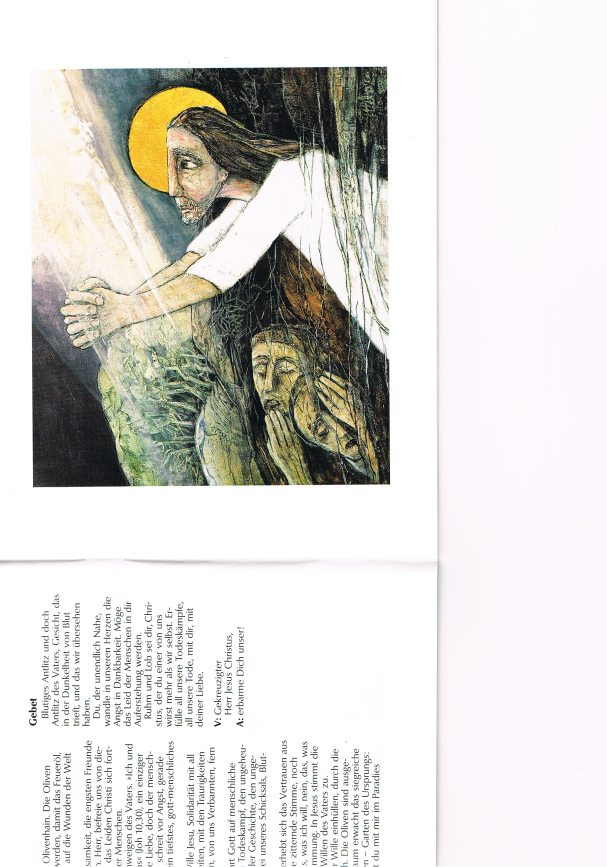 Olivenhain. Die Oliven
werden, damit das Feueröl,
auf die Wunden der Welt
samkeit, die engsten Freunde
Herr, befreie uns von die-
das Leiden Christi sich fort-
er Menschen.
weigen des Vaters. »Ich und
s« (Joh 10,30), ein einziger
e Liebe. doch der mensch-
schreit vor Angst, gerade
n tiefstes, gott-menschliches
ille Jesu, Solidarität mit all
iten, mit den Traurigkeiten
n, von uns Verbannten, fern
nt Gott auf menschliche
Todeskampf, den ungeheu-
der Geschichte, den unge-
ei unseres Schicksals, Blut-
erhebt sich das Vertrauen aus
e zitternde Stimme, noch
s, was ich will, nein, das, was
mmung. In Jesus stimmt die
Willen des Vaters zu.
r Wille einhüllen, durch die
h. Die Oliven sind ausge-
aum erwacht das siegreiche
en – Garten des Ursprungs:
t du mit mir im Paradies
Gebet
Blutiges Antlitz und doch
Antlitz des Vaters, Gesicht, das
in der Dunkelheit von Blut
trieft, und das wir übersehen
haben.
Du, der unendlich Nahe,
wandle in unseren Herzen die
Angst in Dankbarkeit. Möge
das Leid der Menschen in dir
Auferstehung werden.
Ruhm und Lob sei dir, Chri-
stus, der du einer von uns
wirst mehr als wir selbst. Er-
fülle all unsere Todeskämpfe,
all unsere Tode, mit dir, mit
deiner Liebe.
V: Gekreuzigter
Herr Jesus Christus,
A: erbarme Dich unser!